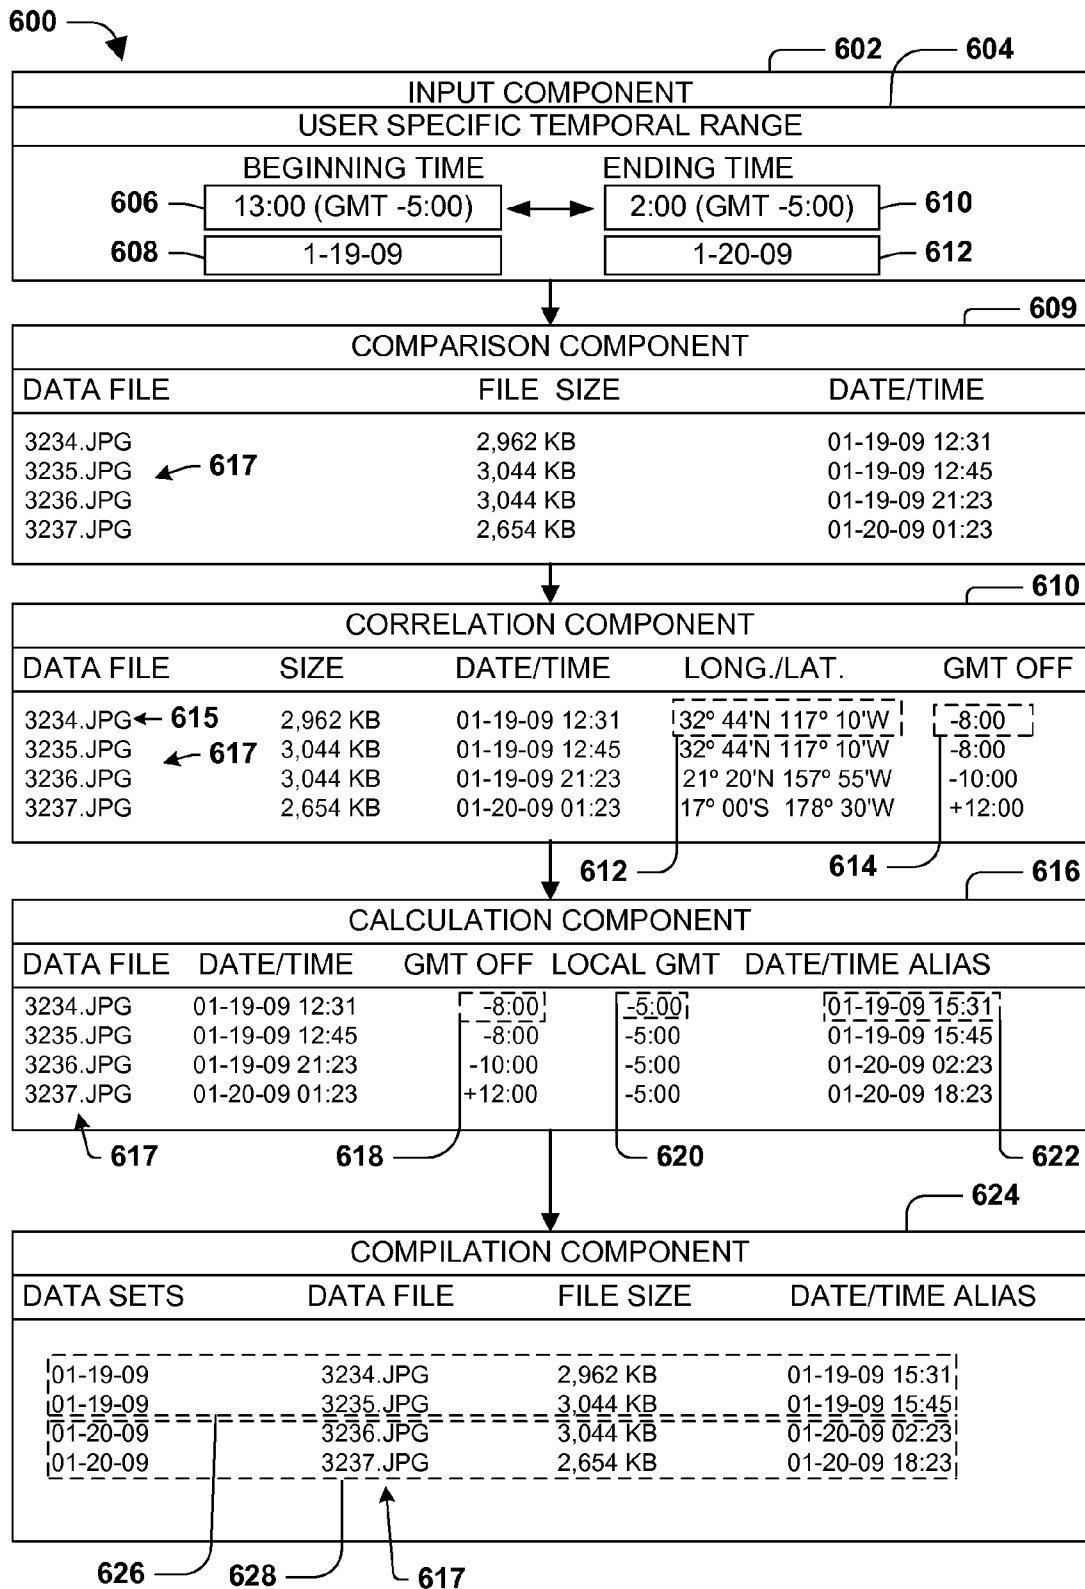 600
602 604
INPUT COMPONENT
USER SPECIFIC TEMPORAL RANGE
BEGINNING TIME ENDING TIME
606 13:00 (GMT -5:00) 2:00 (GMT -5:00) 610
608 1-19-09 1-20-09 612
609
COMPARISON COMPONENT
DATA FILE FILE SIZE DATE/TIME
3234.JPG 2,962 KB 01-19-09 12:31
3235.JPG 617 3,044 KB 01-19-09 12:45
3236.JPG 3,044 KB 01-19-09 21:23
3237.JPG 2,654 KB 01-20-09 01:23
610
CORRELATION COMPONENT
DATA FILE SIZE DATE/TIME LONG./LAT. GMT OFF
3234.JPG 615 2,962 KB 01-19-09 12:31 32º 44'N 117º 10'W -8:00
3235.JPG 617 3,044 KB 01-19-09 12:45 32º 44'N 117º 10'W -8:00
3236.JPG 3,044 KB 01-19-09 21:23 21º 20'N 157º 55'W -10:00
3237.JPG 2,654 KB 01-20-09 01:23 17º 00'S 178º 30'W +12:00
612 614 616
CALCULATION COMPONENT
DATA FILE DATE/TIME GMT OFF LOCAL GMT DATE/TIME ALIAS
3234.JPG 01-19-09 12:31 -8:00 -5:00 01-19-09 15:31
3235.JPG 01-19-09 12:45 -8:00 -5:00 01-19-09 15:45
3236.JPG 01-19-09 21:23 -10:00 -5:00 01-20-09 02:23
3237.JPG 01-20-09 01:23 +12:00 -5:00 01-20-09 18:23
617 618 620 622
624
COMPILATION COMPONENT
DATA SETS DATA FILE FILE SIZE DATE/TIME ALIAS
01-19-09 3234.JPG 2,962 KB 01-19-09 15:31
01-19-09 3235.JPG 3,044 KB 01-19-09 15:45
01-20-09 3236.JPG 3,044 KB 01-20-09 02:23
01-20-09 3237.JPG 2,654 KB 01-20-09 18:23
626 628 617